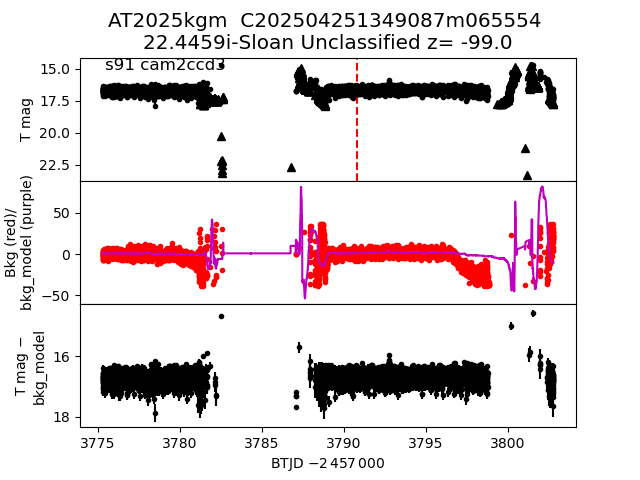 AT2025kgm  C202504251349087m065554
22.4459i-Sloan Unclassified z= -99.0
s91 cam2ccd3
15.0
17.5
20.0
22.5
T mag
50
0
−50
Bkg (red)/
bkg_model (purple)
16
18
T mag −
bkg_model
3775 3780 3785 3790 3795 3800
BTJD −2 457 000